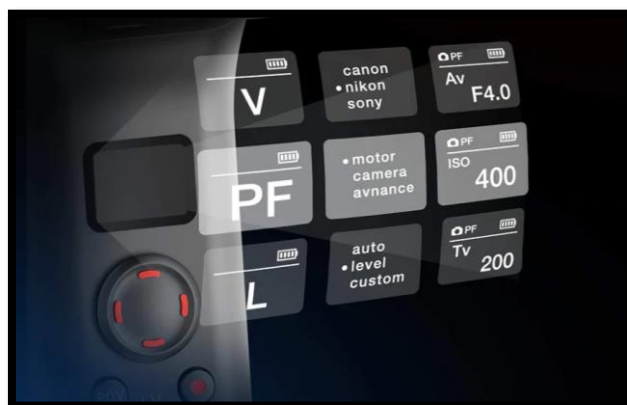 V
canon
•nikon
sony
PF
Av
F4.0
PF
•motor
camera
avnance
PF
ISO
400
L
auto
•level
custom
PF
Tv
200